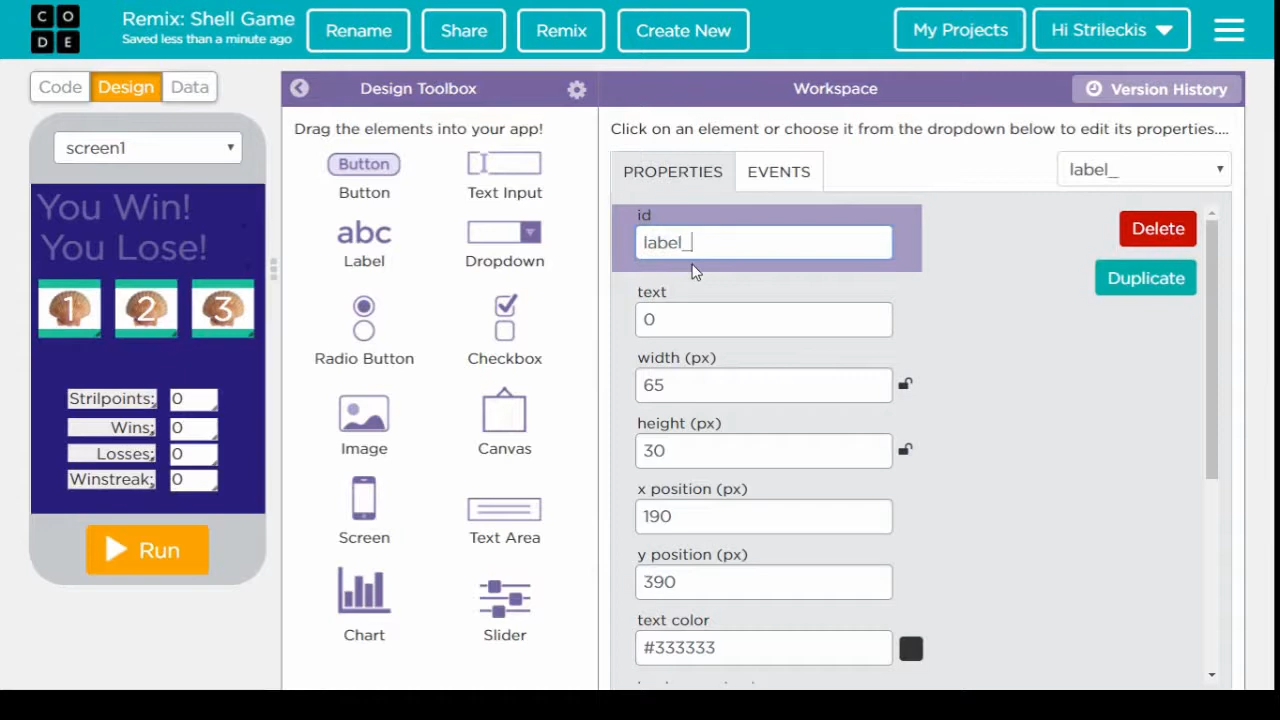 C O
D E
Remix: Shell Game
Saved less than a minute ago
Rename
Share
Remix
Create New
My Projects
Hi Strileckis
Code
Design
Data
Design Toolbox
Workspace
Version History
screen1
You Win!
You Lose!
1
2
3
Strilpoints:
0
Wins:
0
Losses:
0
Winstreak:
0
Run
Drag the elements into your app!
Button
Button
Text Input
abc
Label
Dropdown
Radio Button
Checkbox
Image
Canvas
Screen
Text Area
Chart
Slider
Click on an element or choose it from the dropdown below to edit its properties....
PROPERTIES
EVENTS
label_
id
label_
Delete
Duplicate
text
0
width (px)
65
height (px)
30
x position (px)
190
y position (px)
390
text color
#333333